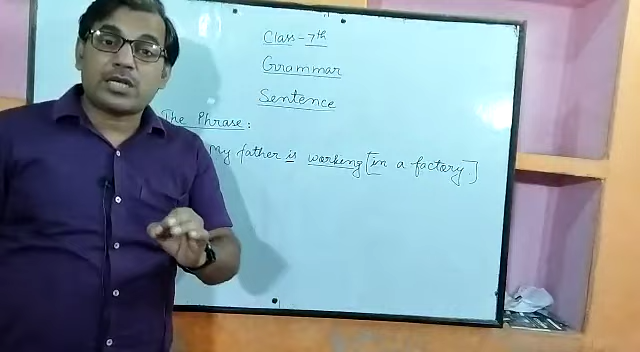 Class - 7th
Grammar
Sentence
The Phrase :
My father is working [in a factory.]